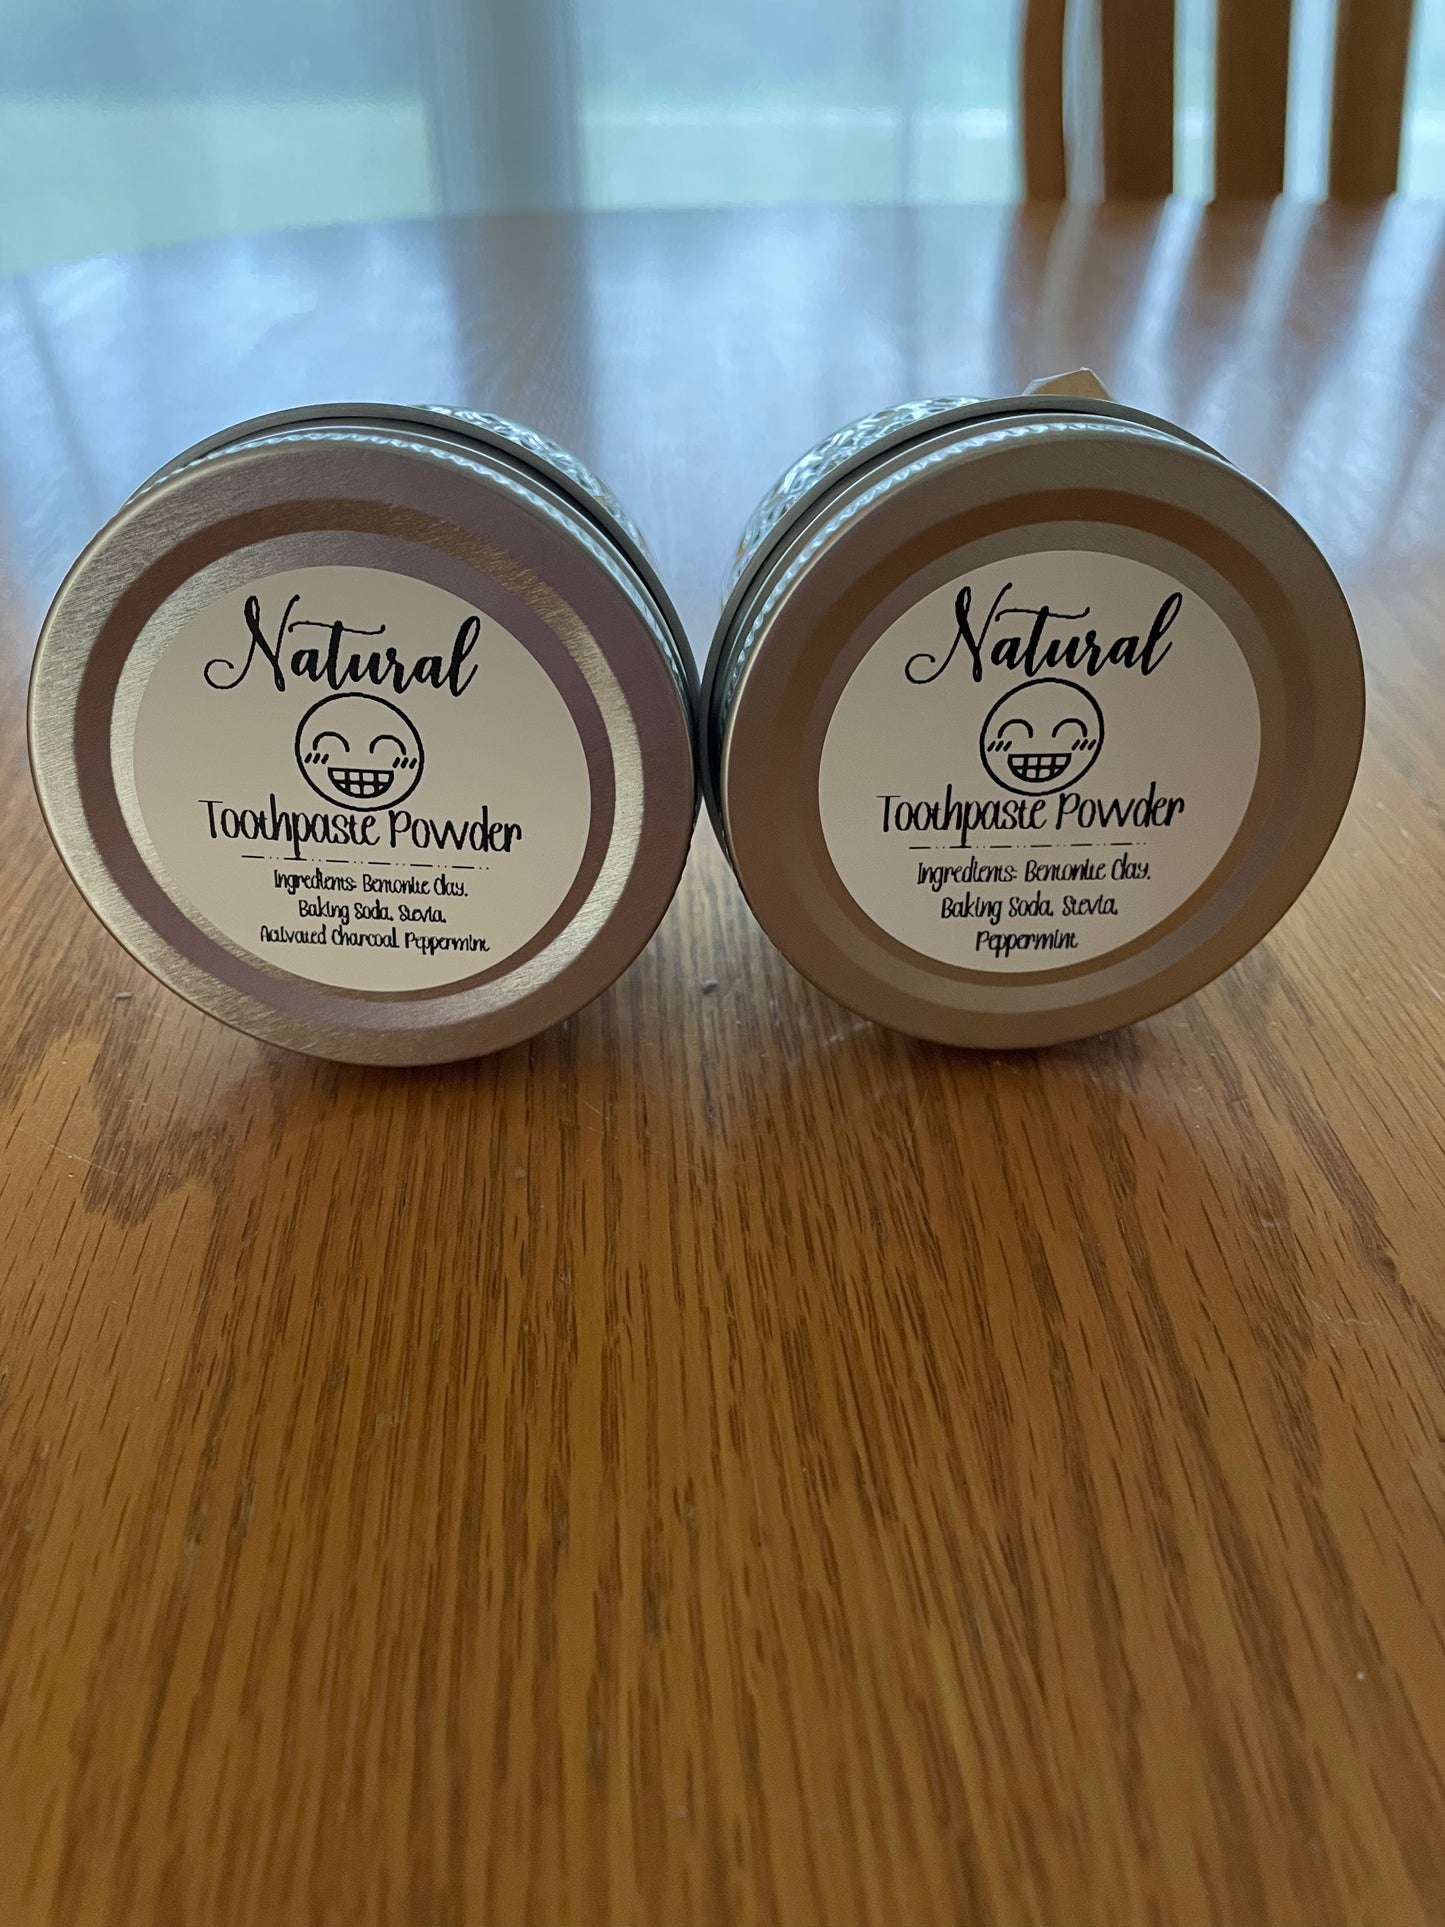 Natural
Toothpaste Powder
Ingredients: Bentonite Clay,
Baking Soda, Stevia,
Activated Charcoal, Peppermint
Natural
Toothpaste Powder
Ingredients: Bentonite Clay,
Baking Soda, Stevia,
Peppermint